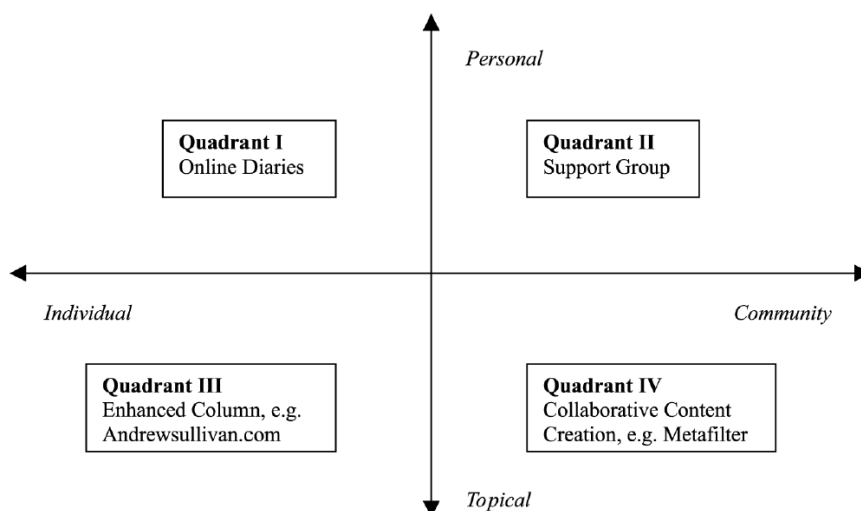 Personal
Quadrant I
Online Diaries
Quadrant II
Support Group
Individual
Community
Quadrant III
Enhanced Column, e.g.
Andrewsullivan.com
Quadrant IV
Collaborative Content
Creation, e.g. Metafilter
Topical